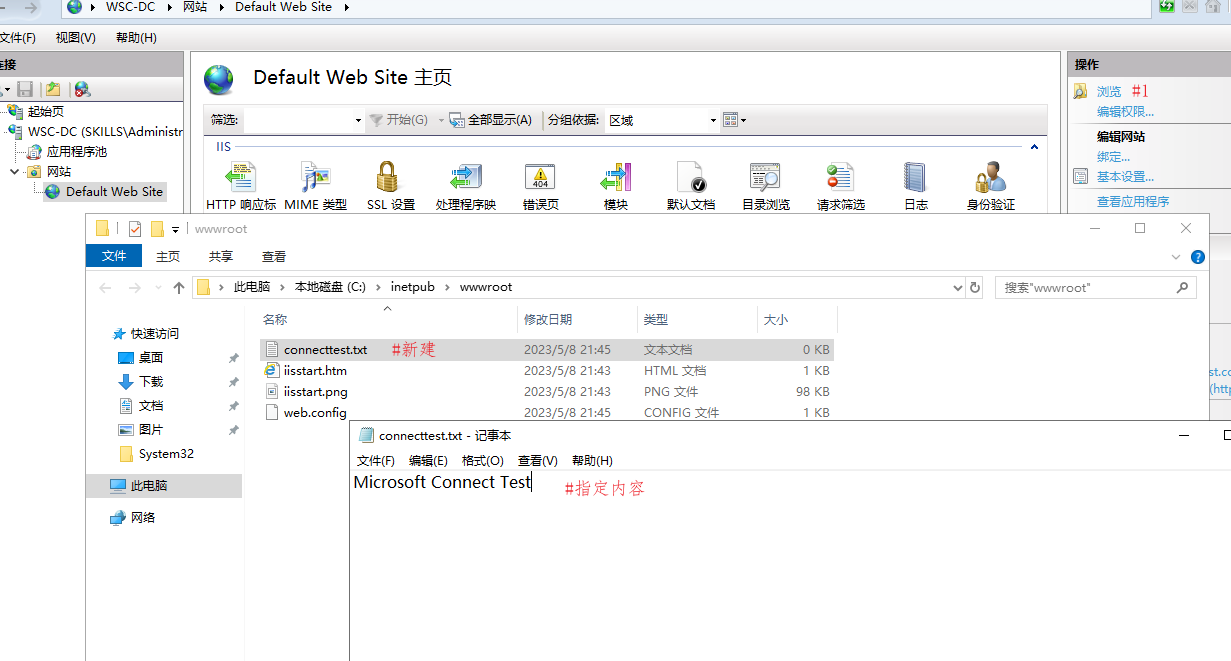 WSC-DC 网站 Default Web Site
文件(F) 视图(V) 帮助(H)
连接
起始页
WSC-DC (SKILLS\Administr
应用程序池
网站
Default Web Site
Default Web Site 主页
筛选: 开始(G) 全部显示(A) 分组依据: 区域
IIS
404
HTTP 响应标 MIME 类型 SSL 设置 处理程序映 错误页 模块 默认文档 目录浏览 请求筛选 日志 身份验证
操作
浏览 #1
编辑权限...
编辑网站
绑定...
基本设置...
查看应用程序
wwwroot
文件 主页 共享 查看
此电脑 本地磁盘 (C:) inetpub wwwroot
搜索"wwwroot"
快速访问
桌面
下载
文档
图片
System32
此电脑
网络
名称 修改日期 类型 大小
connecttest.txt #新建 2023/5/8 21:45 文本文档 0 KB
iisstart.htm 2023/5/8 21:43 HTML 文档 1 KB
iisstart.png 2023/5/8 21:43 PNG 文件 98 KB
web.config 2023/5/8 21:45 CONFIG 文件 1 KB
st.co
(http
connecttest.txt - 记事本
文件(F) 编辑(E) 格式(O) 查看(V) 帮助(H)
Microsoft Connect Test #指定内容